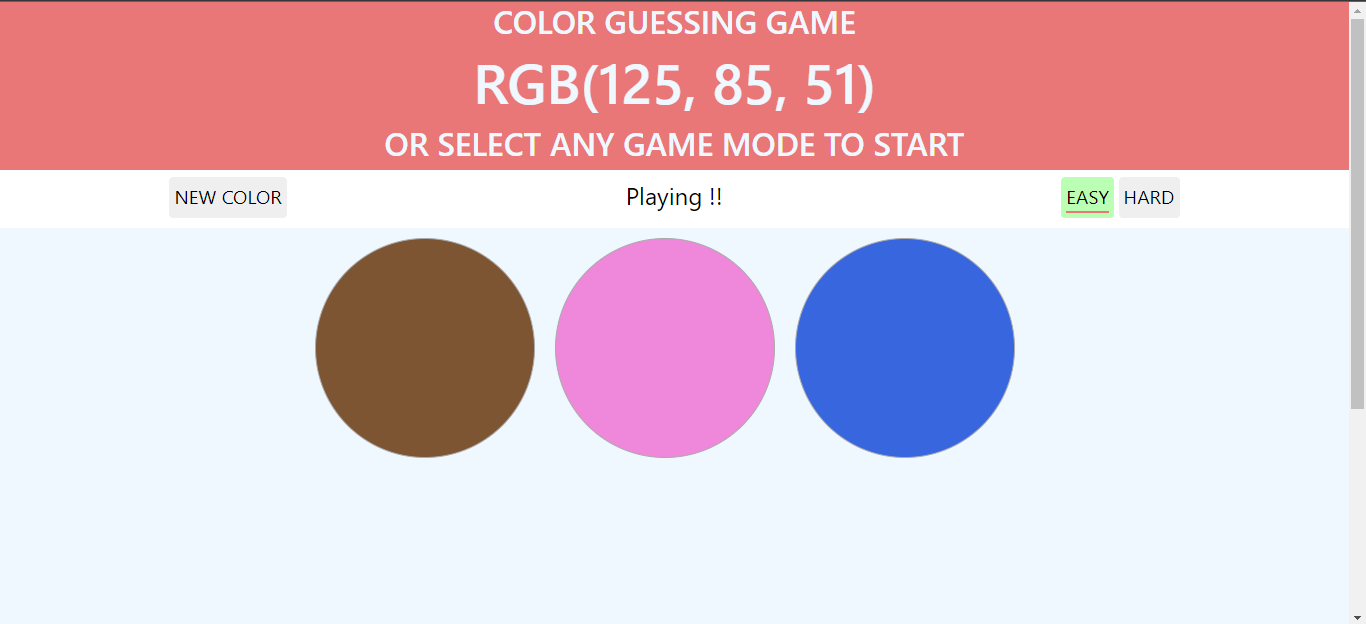 COLOR GUESSING GAME
RGB(125, 85, 51)
OR SELECT ANY GAME MODE TO START
NEW COLOR Playing !! EASY HARD